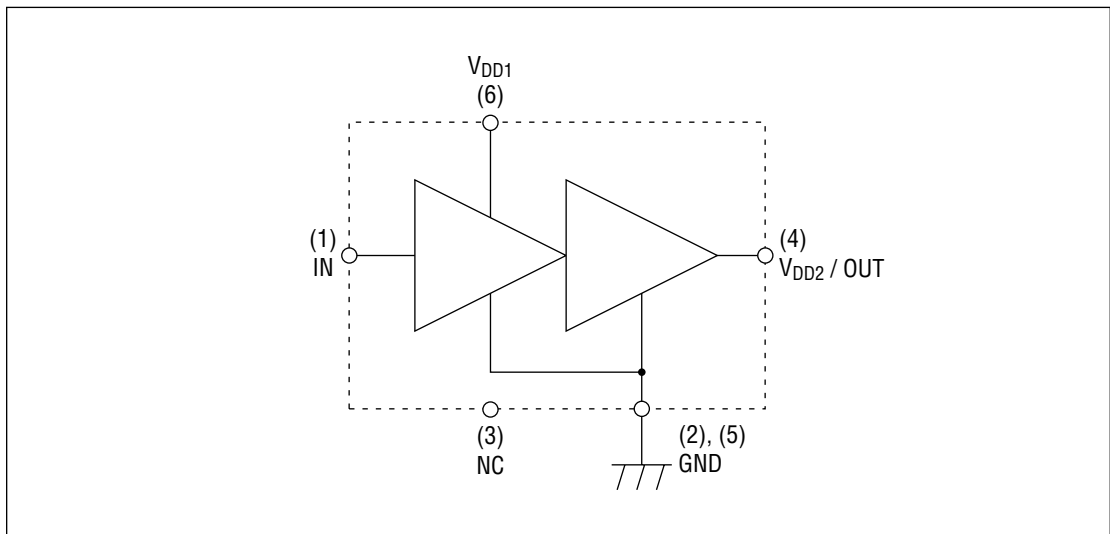 VDD1
(6)
(1)
IN
(4)
VDD2 / OUT
(3)
NC
(2), (5)
GND